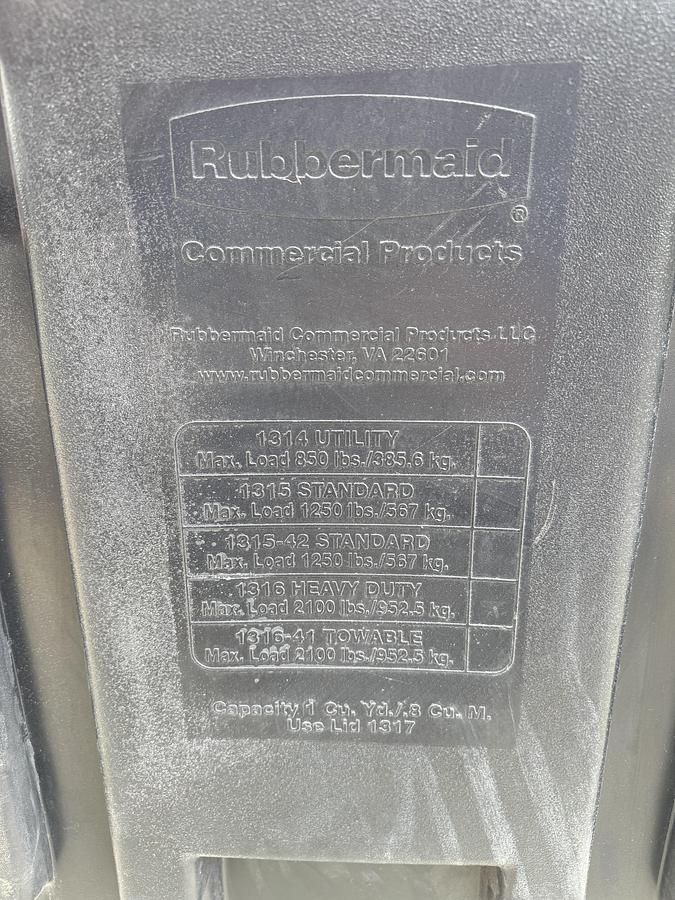 Rubbermaid
®
Commercial Products
Rubbermaid Commercial Products LLC
Winchester, VA 22601
www.rubbermaidcommercial.com
1314 UTILITY
Max. Load 850 lbs./385.6 kg.
1315 STANDARD
Max. Load 1250 lbs./567 kg.
1315-42 STANDARD
Max. Load 1250 lbs./567 kg.
1316 HEAVY DUTY
Max. Load 2100 lbs./952.5 kg.
1316-41 TOWABLE
Max. Load 2100 lbs./952.5 kg.
Capacity 1 Cu. Yd./.8 Cu. M.
Use Lid 1317